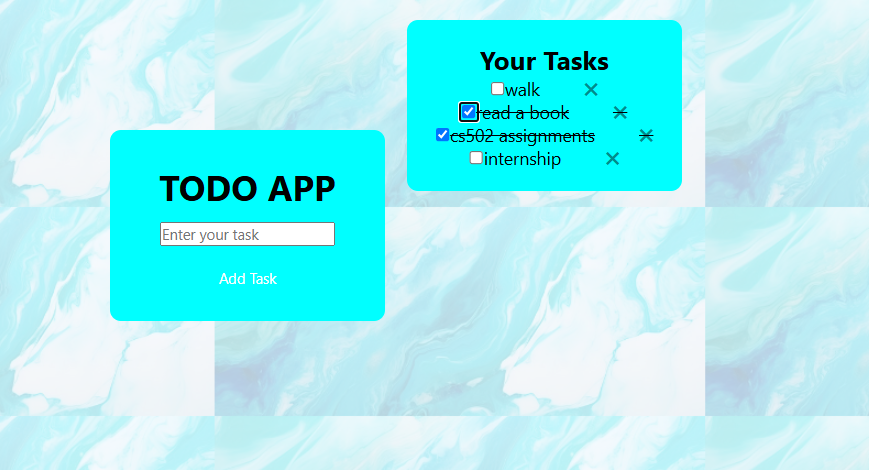 TODO APP
Enter your task
Add Task
Your Tasks
walk ×
read a book ×
cs502 assignments ×
internship ×